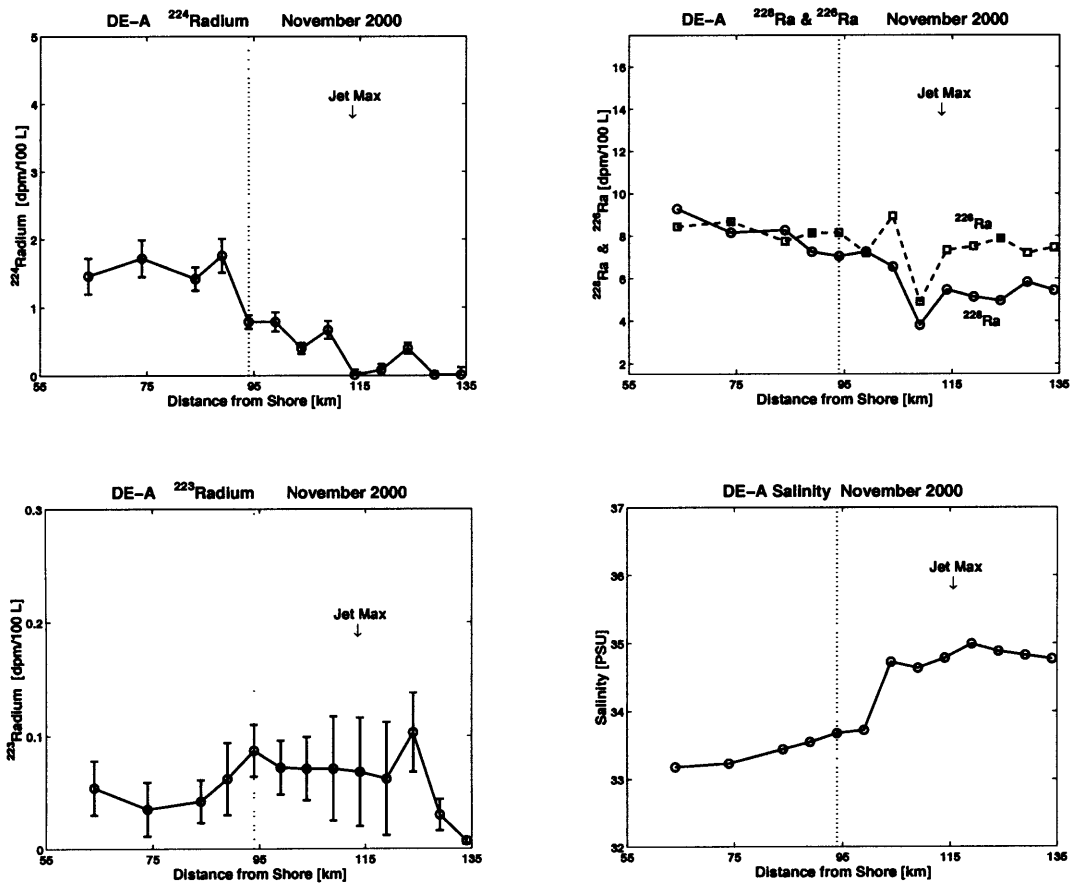 DE−A ²²⁴Radium November 2000
²²⁴Radium [dpm/100 L]
5
4
3
2
1
0
Jet Max
↓
55 75 95 115 135
Distance from Shore [km]
DE−A ²²⁸Ra & ²²⁶Ra November 2000
²²⁸Ra & ²²⁶Ra [dpm/100 L]
16
14
12
10
8
6
4
2
Jet Max
↓
²²⁶Ra
²²⁸Ra
55 75 95 115 135
Distance from Shore [km]
DE−A ²²³Radium November 2000
²²³Radium [dpm/100 L]
0.3
0.2
0.1
0
Jet Max
↓
55 75 95 115 135
Distance from Shore [km]
DE−A Salinity November 2000
Salinity [PSU]
37
36
35
34
33
32
Jet Max
↓
55 75 95 115 135
Distance from Shore [km]